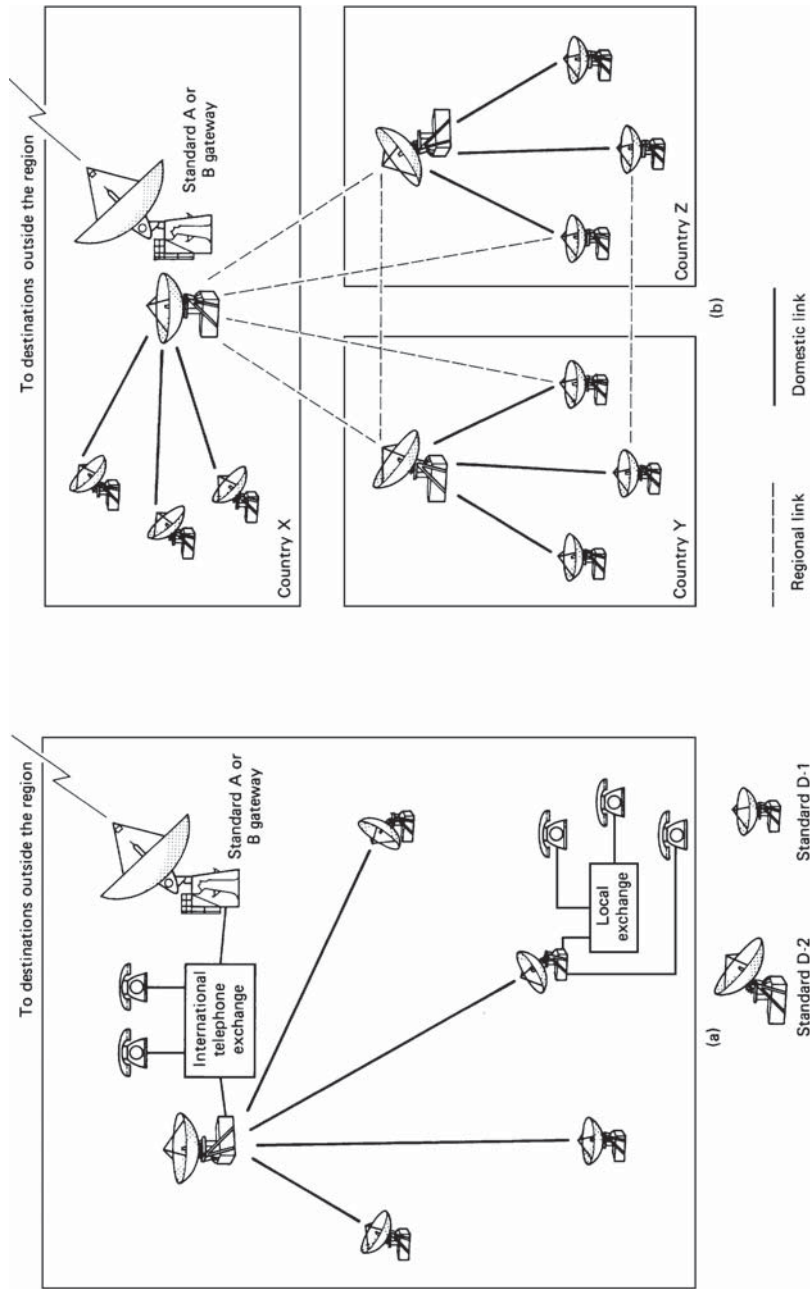 To destinations outside the region
Standard A or
B gateway
International
telephone
exchange
Local
exchange
(a)
Standard D-2
Standard D-1
To destinations outside the region
Standard A or
B gateway
Country X
Country Y
Country Z
(b)
Regional link
Domestic link